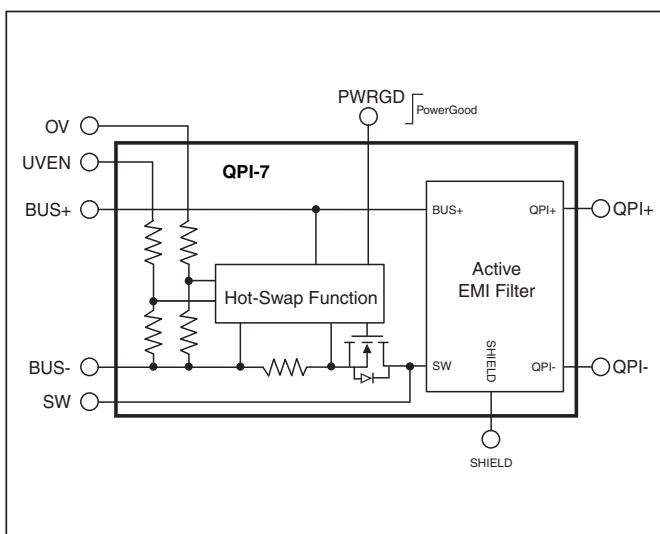 PWRGD
PowerGood
OV
UVEN
QPI-7
BUS+
BUS+
QPI+
QPI+
Active
EMI Filter
Hot-Swap Function
SHIELD
BUS-
SW
QPI-
QPI-
SW
SHIELD